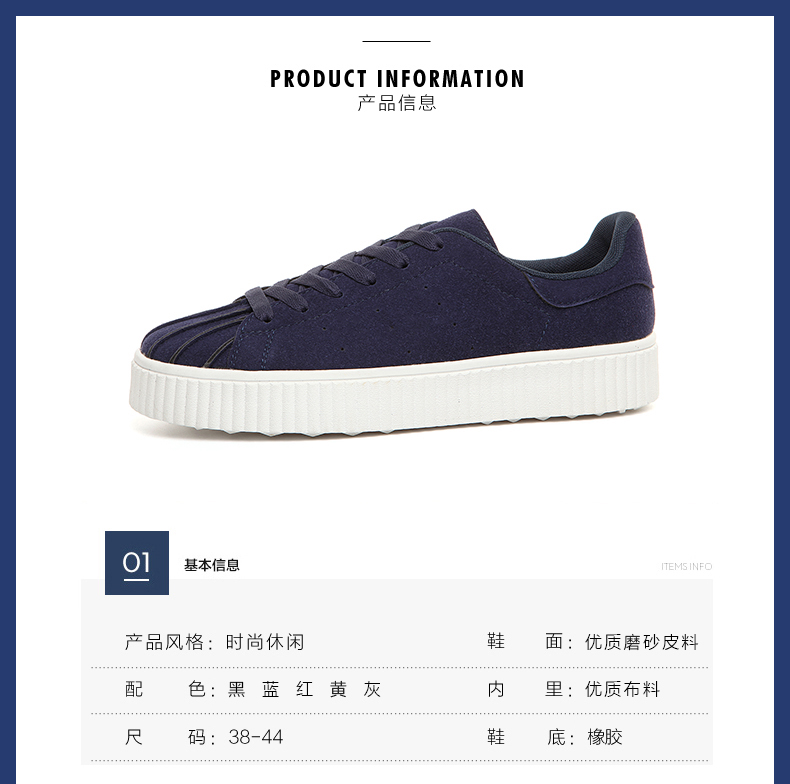 PRODUCT INFORMATION
产品信息
01
基本信息
ITEMS INFO
产品风格：时尚休闲 鞋 面：优质磨砂皮料
配 色：黑 蓝 红 黄 灰 内 里：优质布料
尺 码：38-44 鞋 底：橡胶